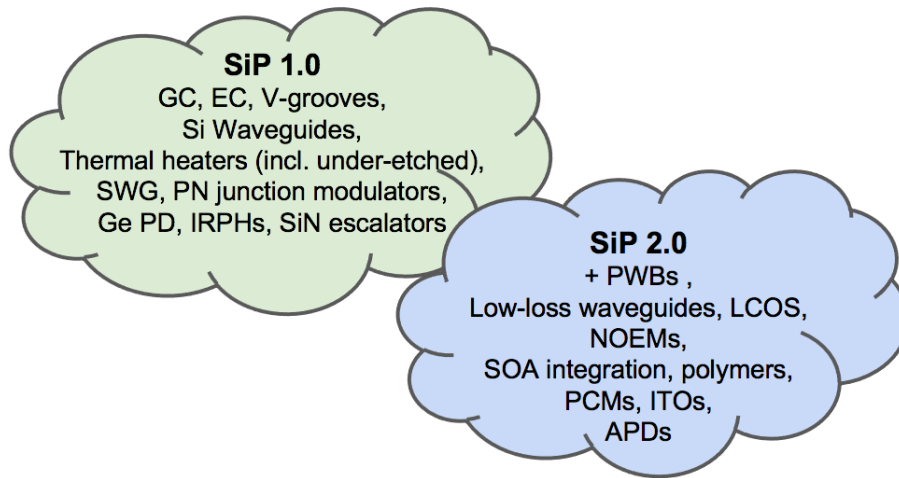 SiP 1.0
GC, EC, V-grooves,
Si Waveguides,
Thermal heaters (incl. under-etched),
SWG, PN junction modulators,
Ge PD, IRPHs, SiN escalators
SiP 2.0
+ PWBs ,
Low-loss waveguides, LCOS,
NOEMs,
SOA integration, polymers,
PCMs, ITOs,
APDs